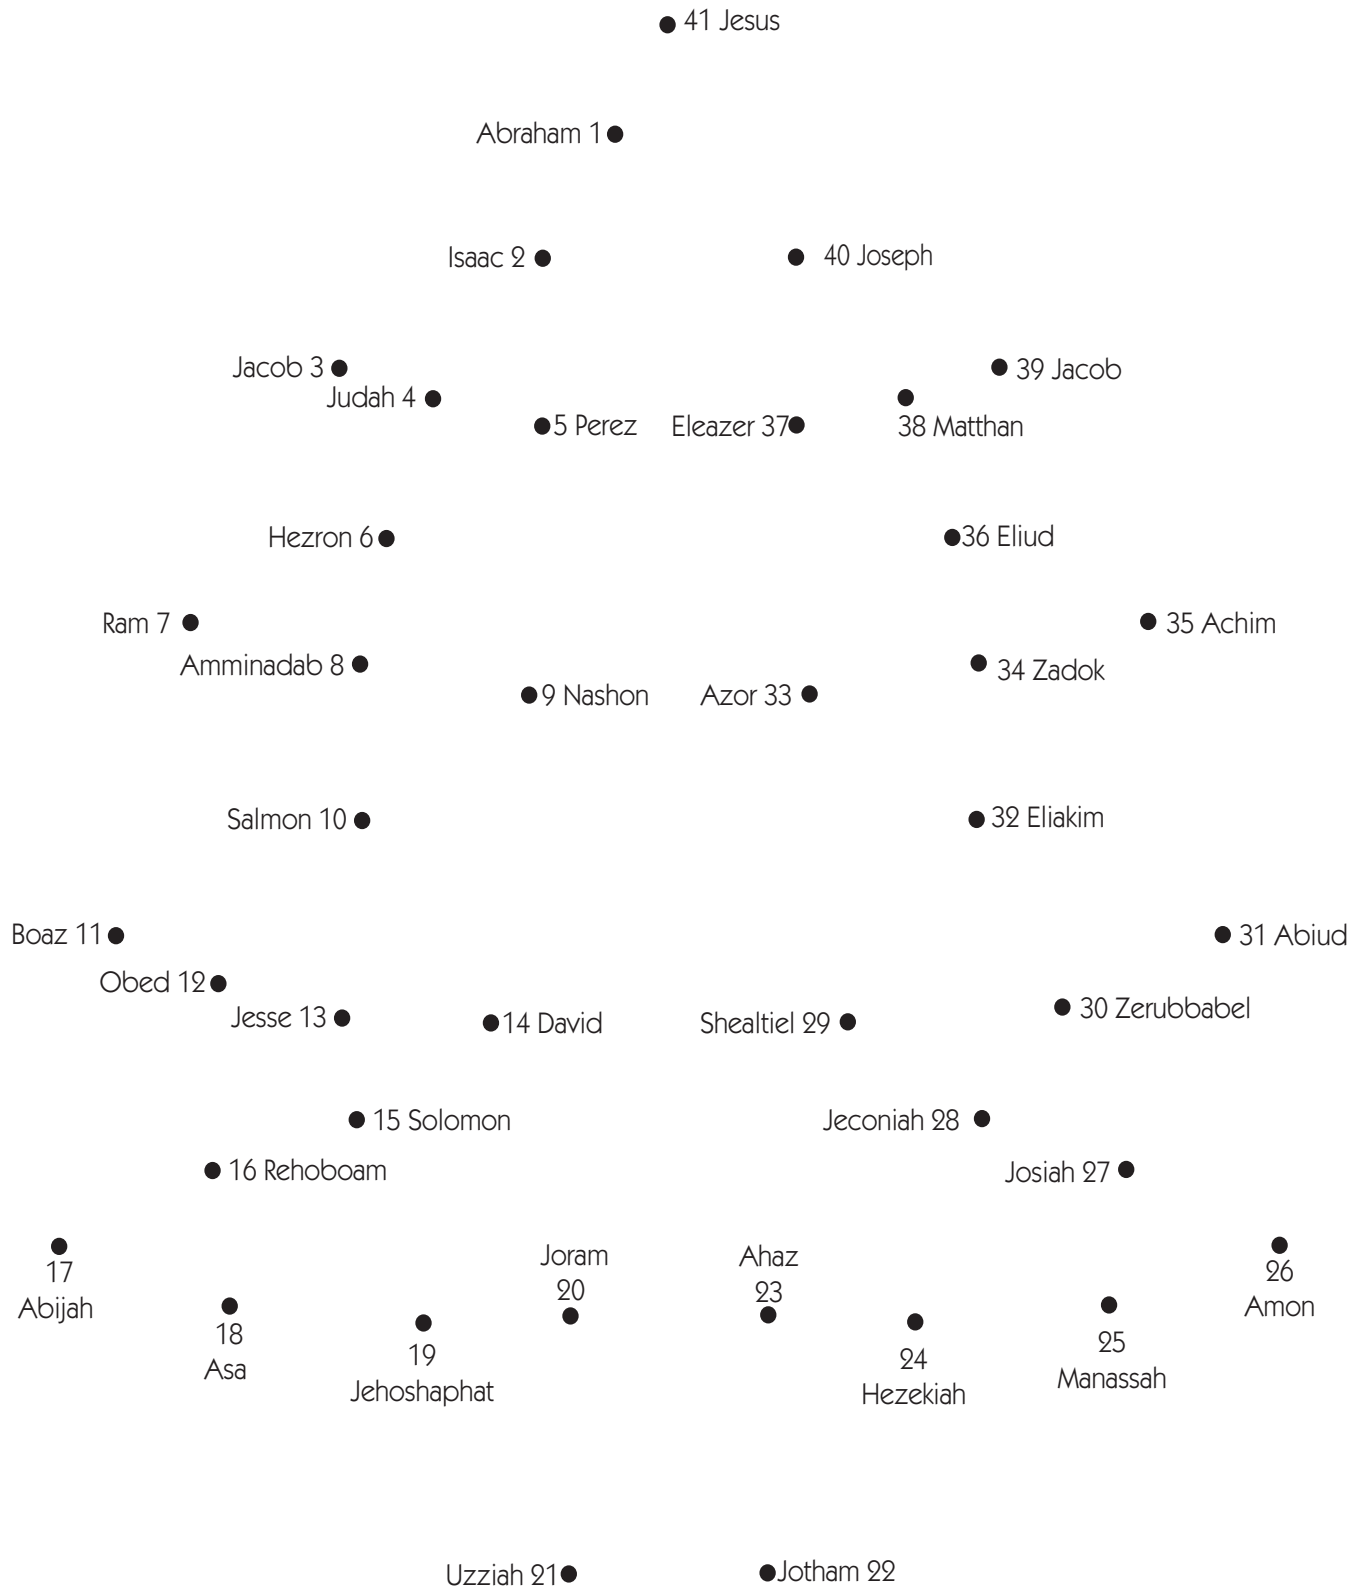 41 Jesus
Abraham 1
Isaac 2
40 Joseph
Jacob 3
39 Jacob
Judah 4
5 Perez
Eleazer 37
38 Matthan
Hezron 6
36 Eliud
Ram 7
35 Achim
Amminadab 8
34 Zadok
9 Nashon
Azor 33
Salmon 10
32 Eliakim
Boaz 11
31 Abiud
Obed 12
Jesse 13
14 David
Shealtiel 29
30 Zerubbabel
15 Solomon
Jeconiah 28
16 Rehoboam
Josiah 27
17
Abijah
18
Asa
19
Jehoshaphat
Joram
20
Ahaz
23
24
Hezekiah
25
Manassah
26
Amon
Uzziah 21
Jotham 22